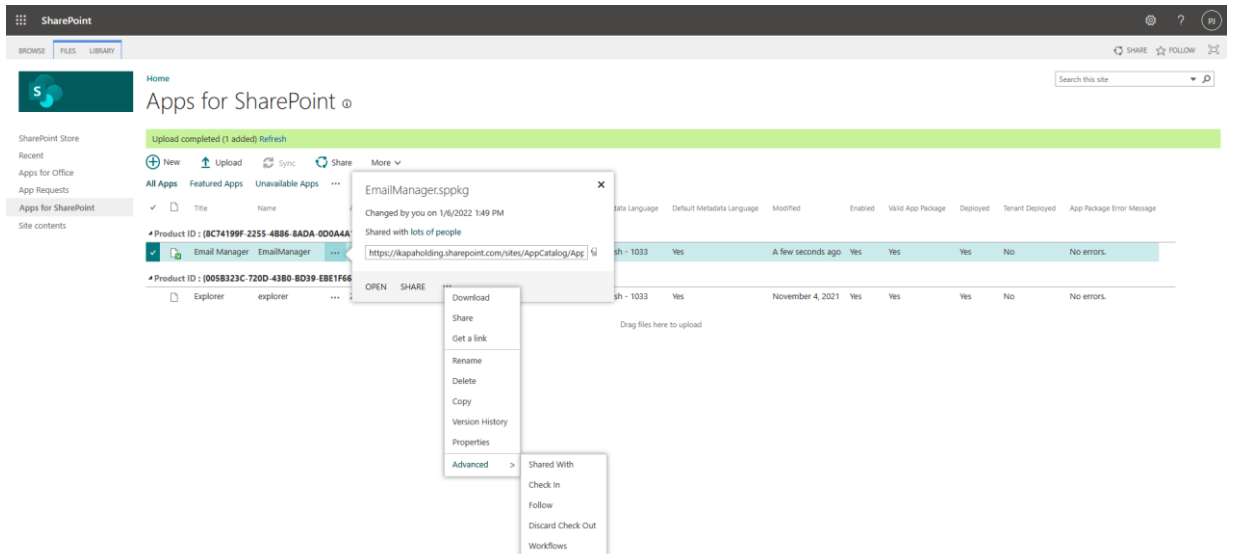 SharePoint ? PJ
BROWSE FILES LIBRARY SHARE FOLLOW
S
Home
Search this site
Apps for SharePoint
SharePoint Store
Recent
Apps for Office
App Requests
Apps for SharePoint
Site contents
Upload completed (1 added) Refresh
New Upload Sync Share More
All Apps Featured Apps Unavailable Apps ...
Title Name Default Metadata Language Modified Enabled Valid App Package Deployed Tenant Deployed App Package Error Message
Product ID : {8C74199F-2255-4B86-8ADA-0D0A4A
Email Manager EmailManager ... sh - 1033 Yes A few seconds ago Yes Yes Yes No No errors.
Product ID : {005B323C-720D-43B0-BD39-EBE1F66
Explorer explorer ... sh - 1033 Yes November 4, 2021 Yes Yes Yes No No errors.
Drag files here to upload
EmailManager.sppkg
Changed by you on 1/6/2022 1:49 PM
Shared with lots of people
https://ikapaholding.sharepoint.com/sites/AppCatalog/App
OPEN SHARE ...
Download
Share
Get a link
Rename
Delete
Copy
Version History
Properties
Advanced >
Shared With
Check In
Follow
Discard Check Out
Workflows